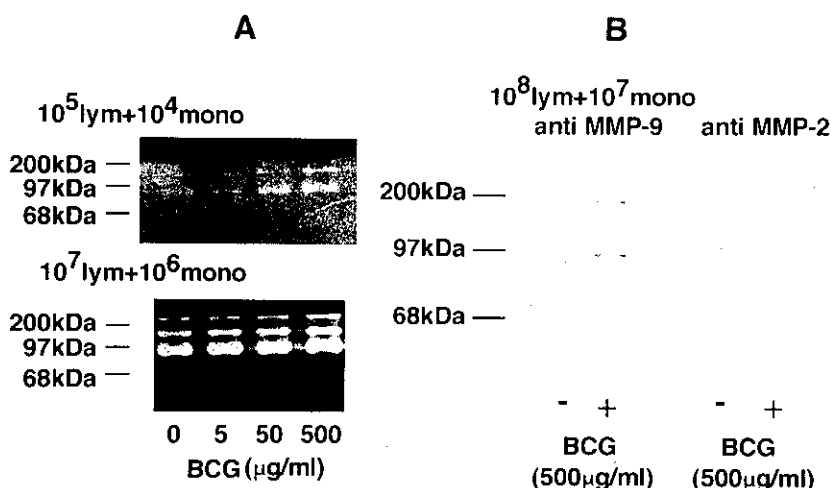 A
10⁵lym+10⁴mono
200kDa
97kDa
68kDa
10⁷lym+10⁶mono
200kDa
97kDa
68kDa
0 5 50 500
BCG (μg/ml)
B
10⁸lym+10⁷mono
anti MMP-9 anti MMP-2
200kDa
97kDa
68kDa
- + - +
BCG BCG
(500μg/ml) (500μg/ml)